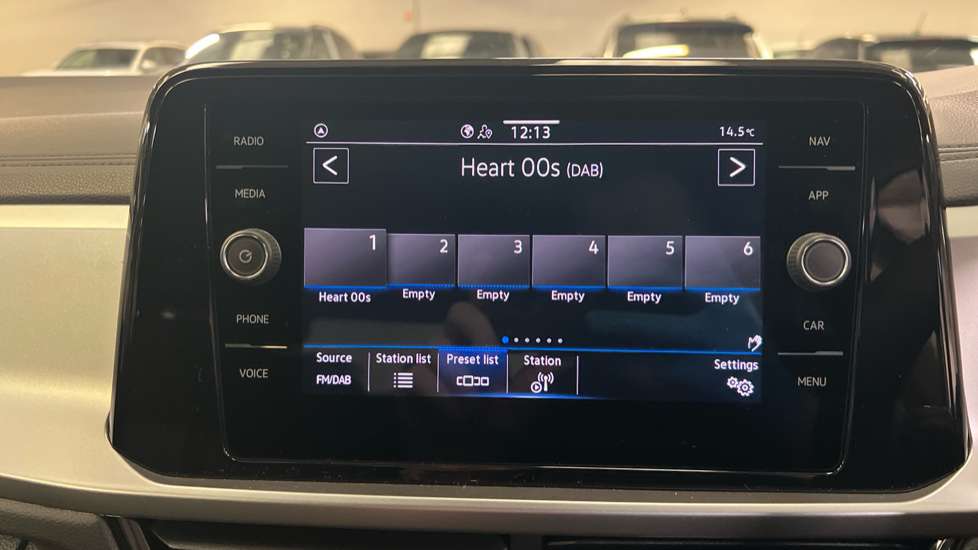 12:13
14.5°C
RADIO
NAV
Heart 00s (DAB)
MEDIA
APP
1 2 3 4 5 6
Heart 00s Empty Empty Empty Empty Empty
PHONE
CAR
Source Station list Preset list Station Settings
FM/DAB
VOICE
MENU